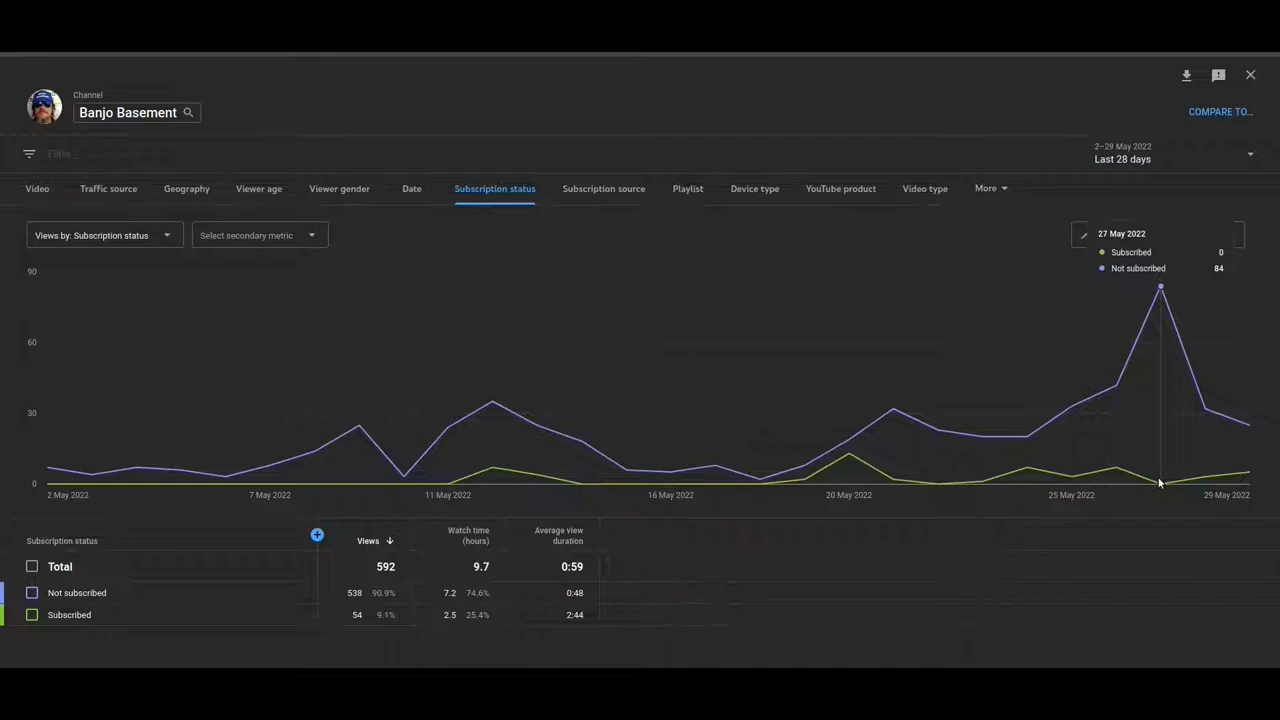 Channel
Banjo Basement
COMPARE TO...
Filter
2–29 May 2022
Last 28 days
Video Traffic source Geography Viewer age Viewer gender Date Subscription status Subscription source Playlist Device type YouTube product Video type More
Views by: Subscription status Select secondary metric
27 May 2022
Subscribed 0
Not subscribed 84
90
60
30
0
2 May 2022 7 May 2022 11 May 2022 16 May 2022 20 May 2022 25 May 2022 29 May 2022
Subscription status Views Watch time (hours) Average view duration
Total 592 9.7 0:59
Not subscribed 538 90.9% 7.2 74.6% 0:48
Subscribed 54 9.1% 2.5 25.4% 2:44